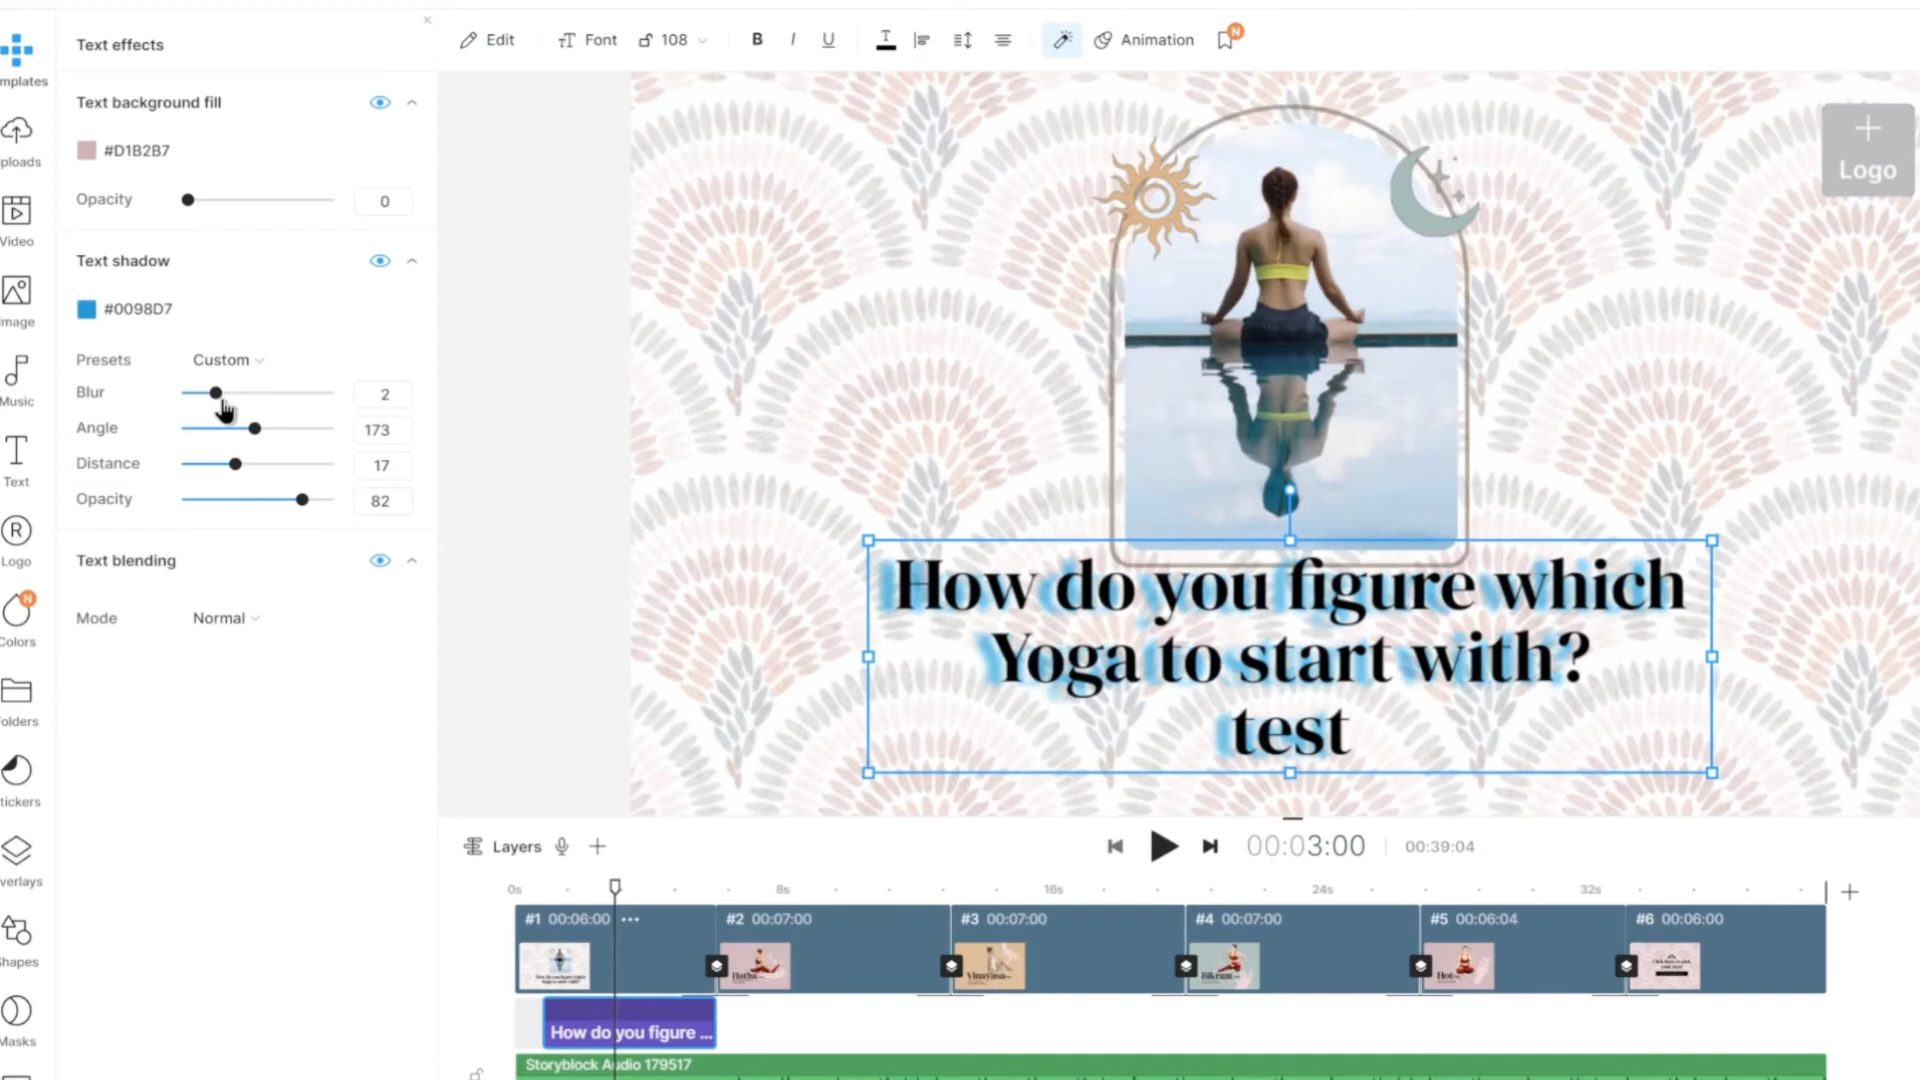 Text effects
×
Edit
Font
108
B
I
U
Animation
N
mplates
ploads
Video
mage
Music
Text
Logo
N
Colors
olders
tickers
verlays
hapes
Masks
Text background fill
#D1B2B7
Opacity
0
Text shadow
#0098D7
Presets
Custom
Blur
2
Angle
173
Distance
17
Opacity
82
Text blending
Mode
Normal
+
Logo
How do you figure which
Yoga to start with?
test
Layers
00:03:00
00:39:04
0s
8s
16s
24s
32s
#1 00:06:00 •••
#2 00:07:00
#3 00:07:00
#4 00:07:00
#5 00:06:04
#6 00:06:00
Hatha
Vinayasa
Bikram
Hot
How do you figure ...
Storyblock Audio 179517